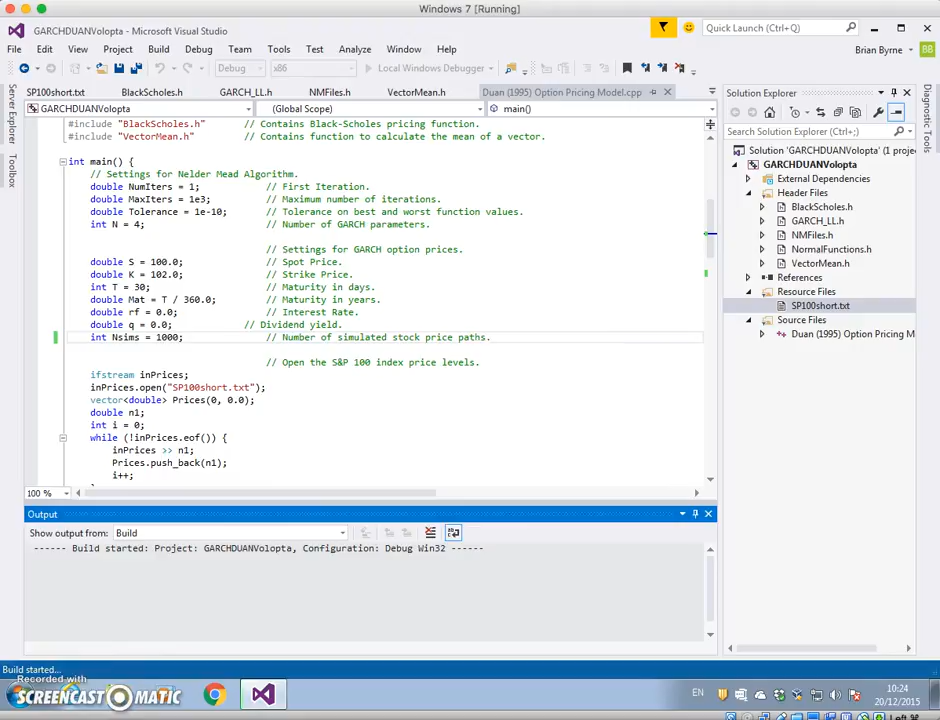 Windows 7 [Running]
GARCHDUANVolopta - Microsoft Visual Studio
Quick Launch (Ctrl+Q)
File Edit View Project Build Debug Team Tools Test Analyze Window Help
Brian Byrne
BB
Debug
x86
Local Windows Debugger
SP100short.txt
BlackScholes.h
GARCH_LL.h
NMFiles.h
VectorMean.h
Duan (1995) Option Pricing Model.cpp
GARCHDUANVolopta
(Global Scope)
main()
Server Explorer
Toolbox
#include "BlackScholes.h" // Contains Black-Scholes pricing function.
#include "VectorMean.h" // Contains function to calculate the mean of a vector.
int main() {
// Settings for Nelder Mead Algorithm.
double NumIters = 1; // First Iteration.
double MaxIters = 1e3; // Maximum number of iterations.
double Tolerance = 1e-10; // Tolerance on best and worst function values.
int N = 4; // Number of GARCH parameters.
// Settings for GARCH option prices.
double S = 100.0; // Spot Price.
double K = 102.0; // Strike Price.
int T = 30; // Maturity in days.
double Mat = T / 360.0; // Maturity in years.
double rf = 0.0; // Interest Rate.
double q = 0.0; // Dividend yield.
int Nsims = 1000; // Number of simulated stock price paths.
// Open the S&P 100 index price levels.
ifstream inPrices;
inPrices.open("SP100short.txt");
vector<double> Prices(0, 0.0);
double n1;
int i = 0;
while (!inPrices.eof()) {
inPrices >> n1;
Prices.push_back(n1);
i++;
100 %
Output
Show output from: Build
------ Build started: Project: GARCHDUANVolopta, Configuration: Debug Win32 ------
Solution Explorer
Search Solution Explorer (Ctrl+;)
Solution 'GARCHDUANVolopta' (1 projec
GARCHDUANVolopta
External Dependencies
Header Files
BlackScholes.h
GARCH_LL.h
NMFiles.h
NormalFunctions.h
VectorMean.h
References
Resource Files
SP100short.txt
Source Files
Duan (1995) Option Pricing M
Diagnostic Tools
Build started...
Recorded with
SCREENCAST MATIC
EN
10:24
20/12/2015
Left ⌘